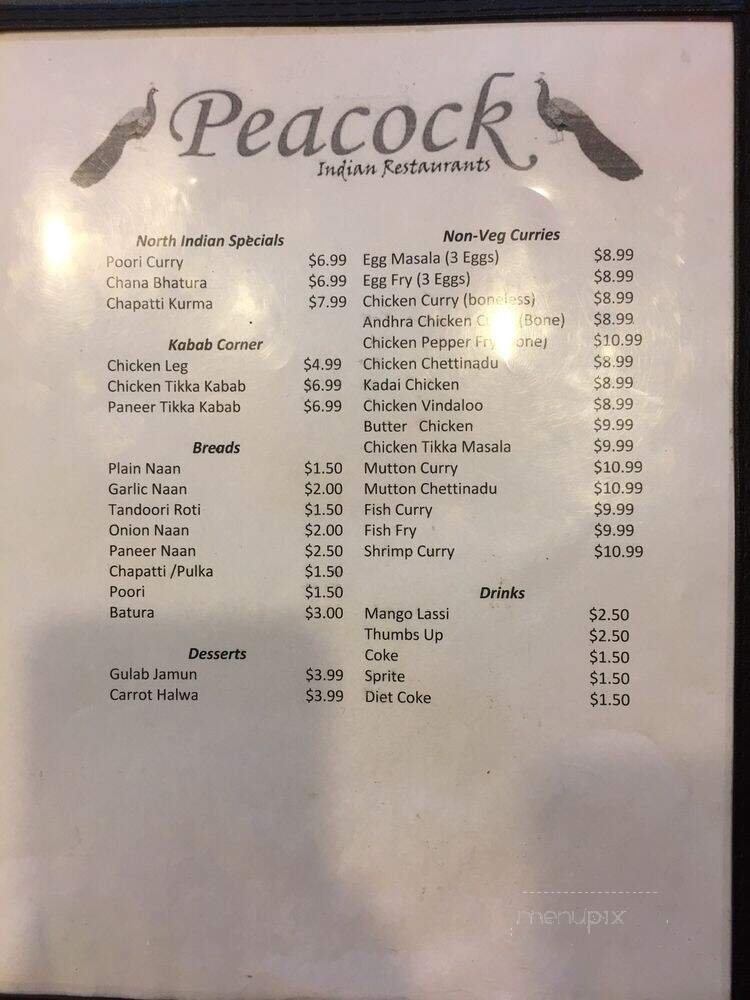 Peacock
Indian Restaurants
North Indian Specials
Poori Curry $6.99
Chana Bhatura $6.99
Chapatti Kurma $7.99
Kabab Corner
Chicken Leg $4.99
Chicken Tikka Kabab $6.99
Paneer Tikka Kabab $6.99
Breads
Plain Naan $1.50
Garlic Naan $2.00
Tandoori Roti $1.50
Onion Naan $2.00
Paneer Naan $2.50
Chapatti /Pulka $1.50
Poori $1.50
Batura $3.00
Desserts
Gulab Jamun $3.99
Carrot Halwa $3.99
Non-Veg Curries
Egg Masala (3 Eggs) $8.99
Egg Fry (3 Eggs) $8.99
Chicken Curry (boneless) $8.99
Andhra Chicken (Bone) $8.99
Chicken Pepper Fry $10.99
Chicken Chettinadu $8.99
Kadai Chicken $8.99
Chicken Vindaloo $8.99
Butter Chicken $9.99
Chicken Tikka Masala $9.99
Mutton Curry $10.99
Mutton Chettinadu $10.99
Fish Curry $9.99
Fish Fry $9.99
Shrimp Curry $10.99
Drinks
Mango Lassi $2.50
Thumbs Up $2.50
Coke $1.50
Sprite $1.50
Diet Coke $1.50
menupix